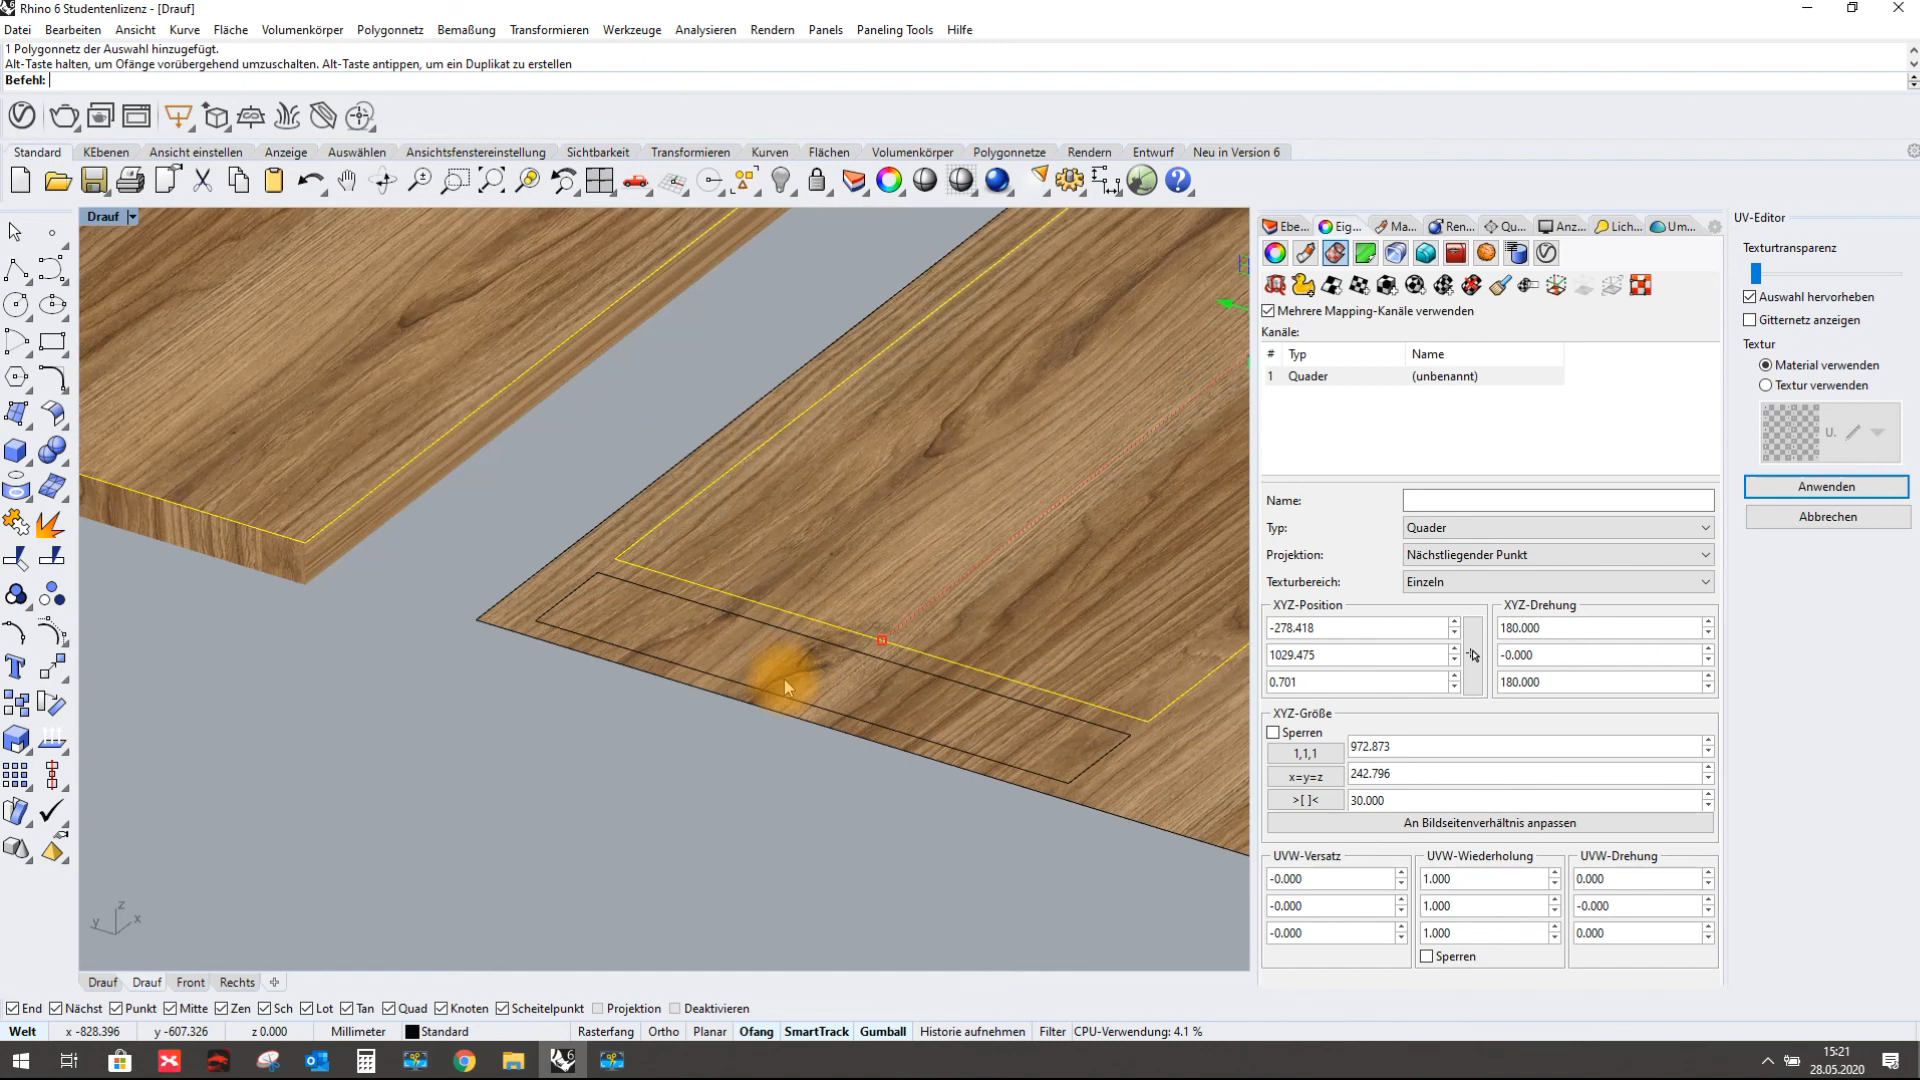 Rhino 6 Studentenlizenz - [Drauf]
Datei Bearbeiten Ansicht Kurve Fläche Volumenkörper Polygonnetz Bemaßung Transformieren Werkzeuge Analysieren Rendern Panels Paneling Tools Hilfe
1 Polygonnetz der Auswahl hinzugefügt.
Alt-Taste halten, um Ofänge vorübergehend umzuschalten. Alt-Taste antippen, um ein Duplikat zu erstellen
Befehl:
Standard KEbenen Ansicht einstellen Anzeige Auswählen Ansichtsfenstereinstellung Sichtbarkeit Transformieren Kurven Flächen Volumenkörper Polygonnetze Rendern Entwurf Neu in Version 6
Drauf
Ebe... Eig... Ma... Ren... Qu... Anz... Lich... Um...
Mehrere Mapping-Kanäle verwenden
Kanäle:
# Typ Name
1 Quader (unbenannt)
Name:
Typ: Quader
Projektion: Nächstliegender Punkt
Texturbereich: Einzeln
XYZ-Position XYZ-Drehung
-278.418 180.000
1029.475 -0.000
0.701 180.000
XYZ-Größe
Sperren
1,1,1 972.873
x=y=z 242.796
>[ ]< 30.000
An Bildseitenverhältnis anpassen
UVW-Versatz UVW-Wiederholung UVW-Drehung
-0.000 1.000 0.000
-0.000 1.000 -0.000
-0.000 1.000 0.000
Sperren
UV-Editor
Texturtransparenz
Auswahl hervorheben
Gitternetz anzeigen
Textur
Material verwenden
Textur verwenden
U.
Anwenden
Abbrechen
z
y x
Drauf Drauf Front Rechts
End Nächst Punkt Mitte Zen Sch Lot Tan Quad Knoten Scheitelpunkt Projektion Deaktivieren
Welt x -828.396 y -607.326 z 0.000 Millimeter Standard Rasterfang Ortho Planar Ofang SmartTrack Gumball Historie aufnehmen Filter CPU-Verwendung: 4.1 %
15:21
28.05.2020